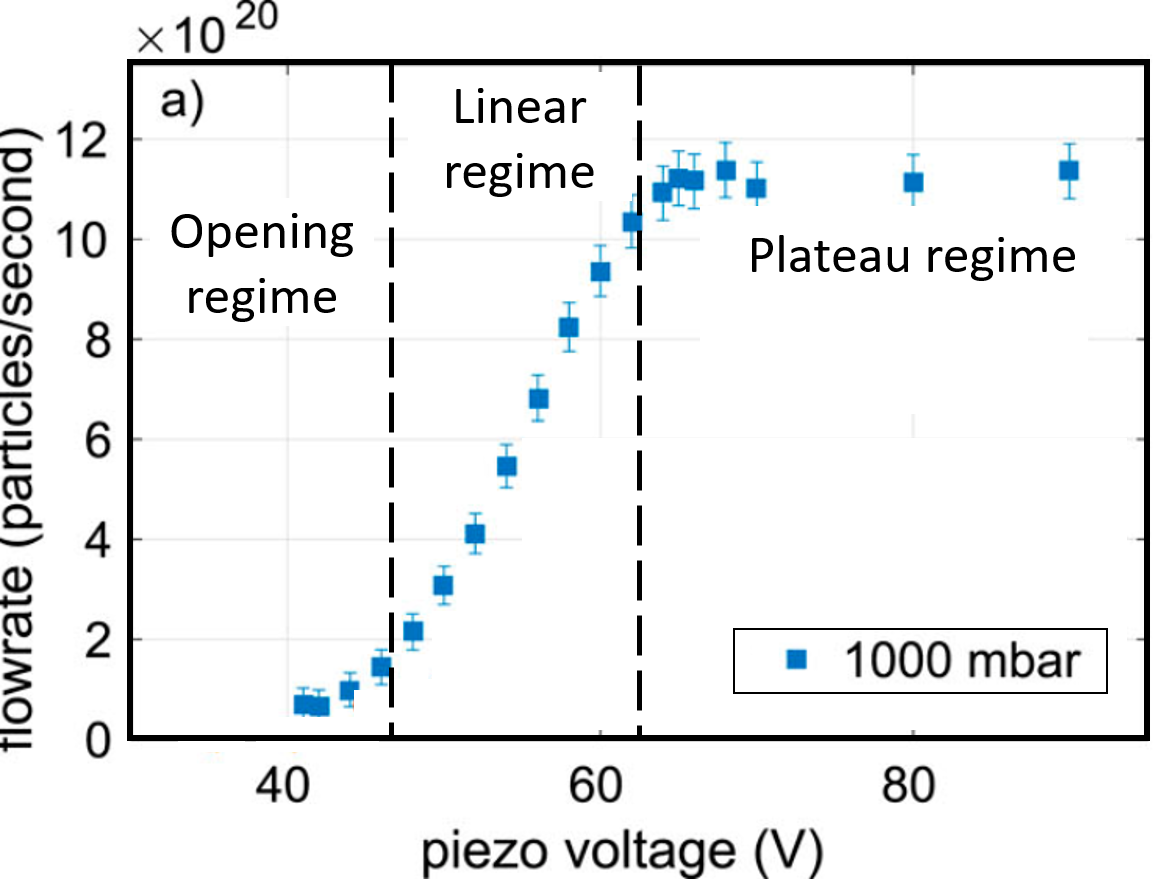 ×10 20
a)
Linear
regime
Opening
regime
Plateau regime
flowrate (particles/second)
12
10
8
6
4
2
0
1000 mbar
40 60 80
piezo voltage (V)